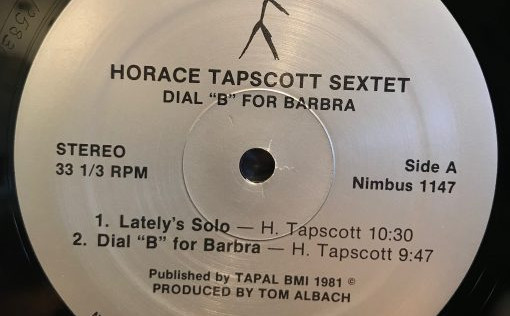 HORACE TAPSCOTT SEXTET
DIAL "B" FOR BARBRA
STEREO
33 1/3 RPM
Side A
Nimbus 1147
1. Lately's Solo — H. Tapscott 10:30
2. Dial "B" for Barbra — H. Tapscott 9:47
Published by TAPAL BMI 1981 ©
PRODUCED BY TOM ALBACH